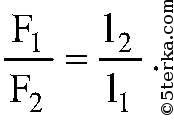 F₁/F₂ = l₂/l₁ .
©5terka.com